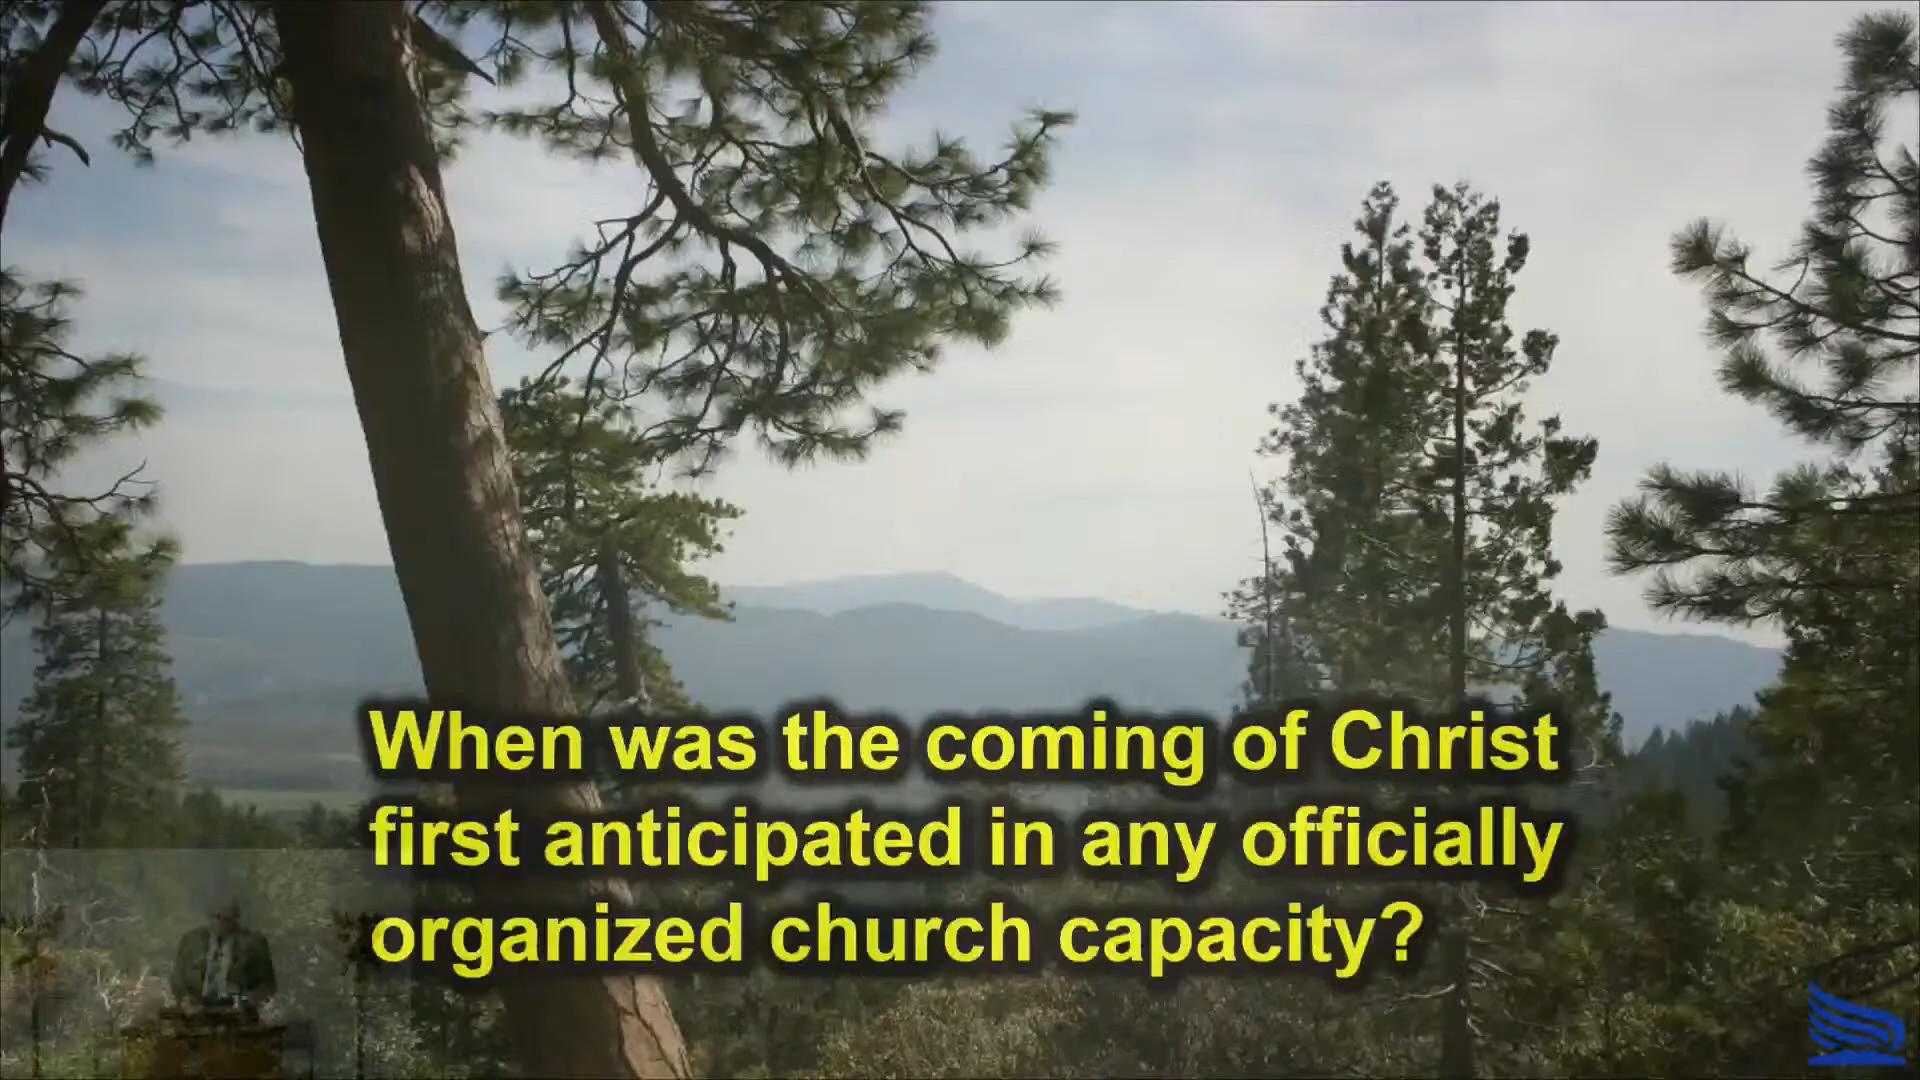 When was the coming of Christ
first anticipated in any officially
organized church capacity?